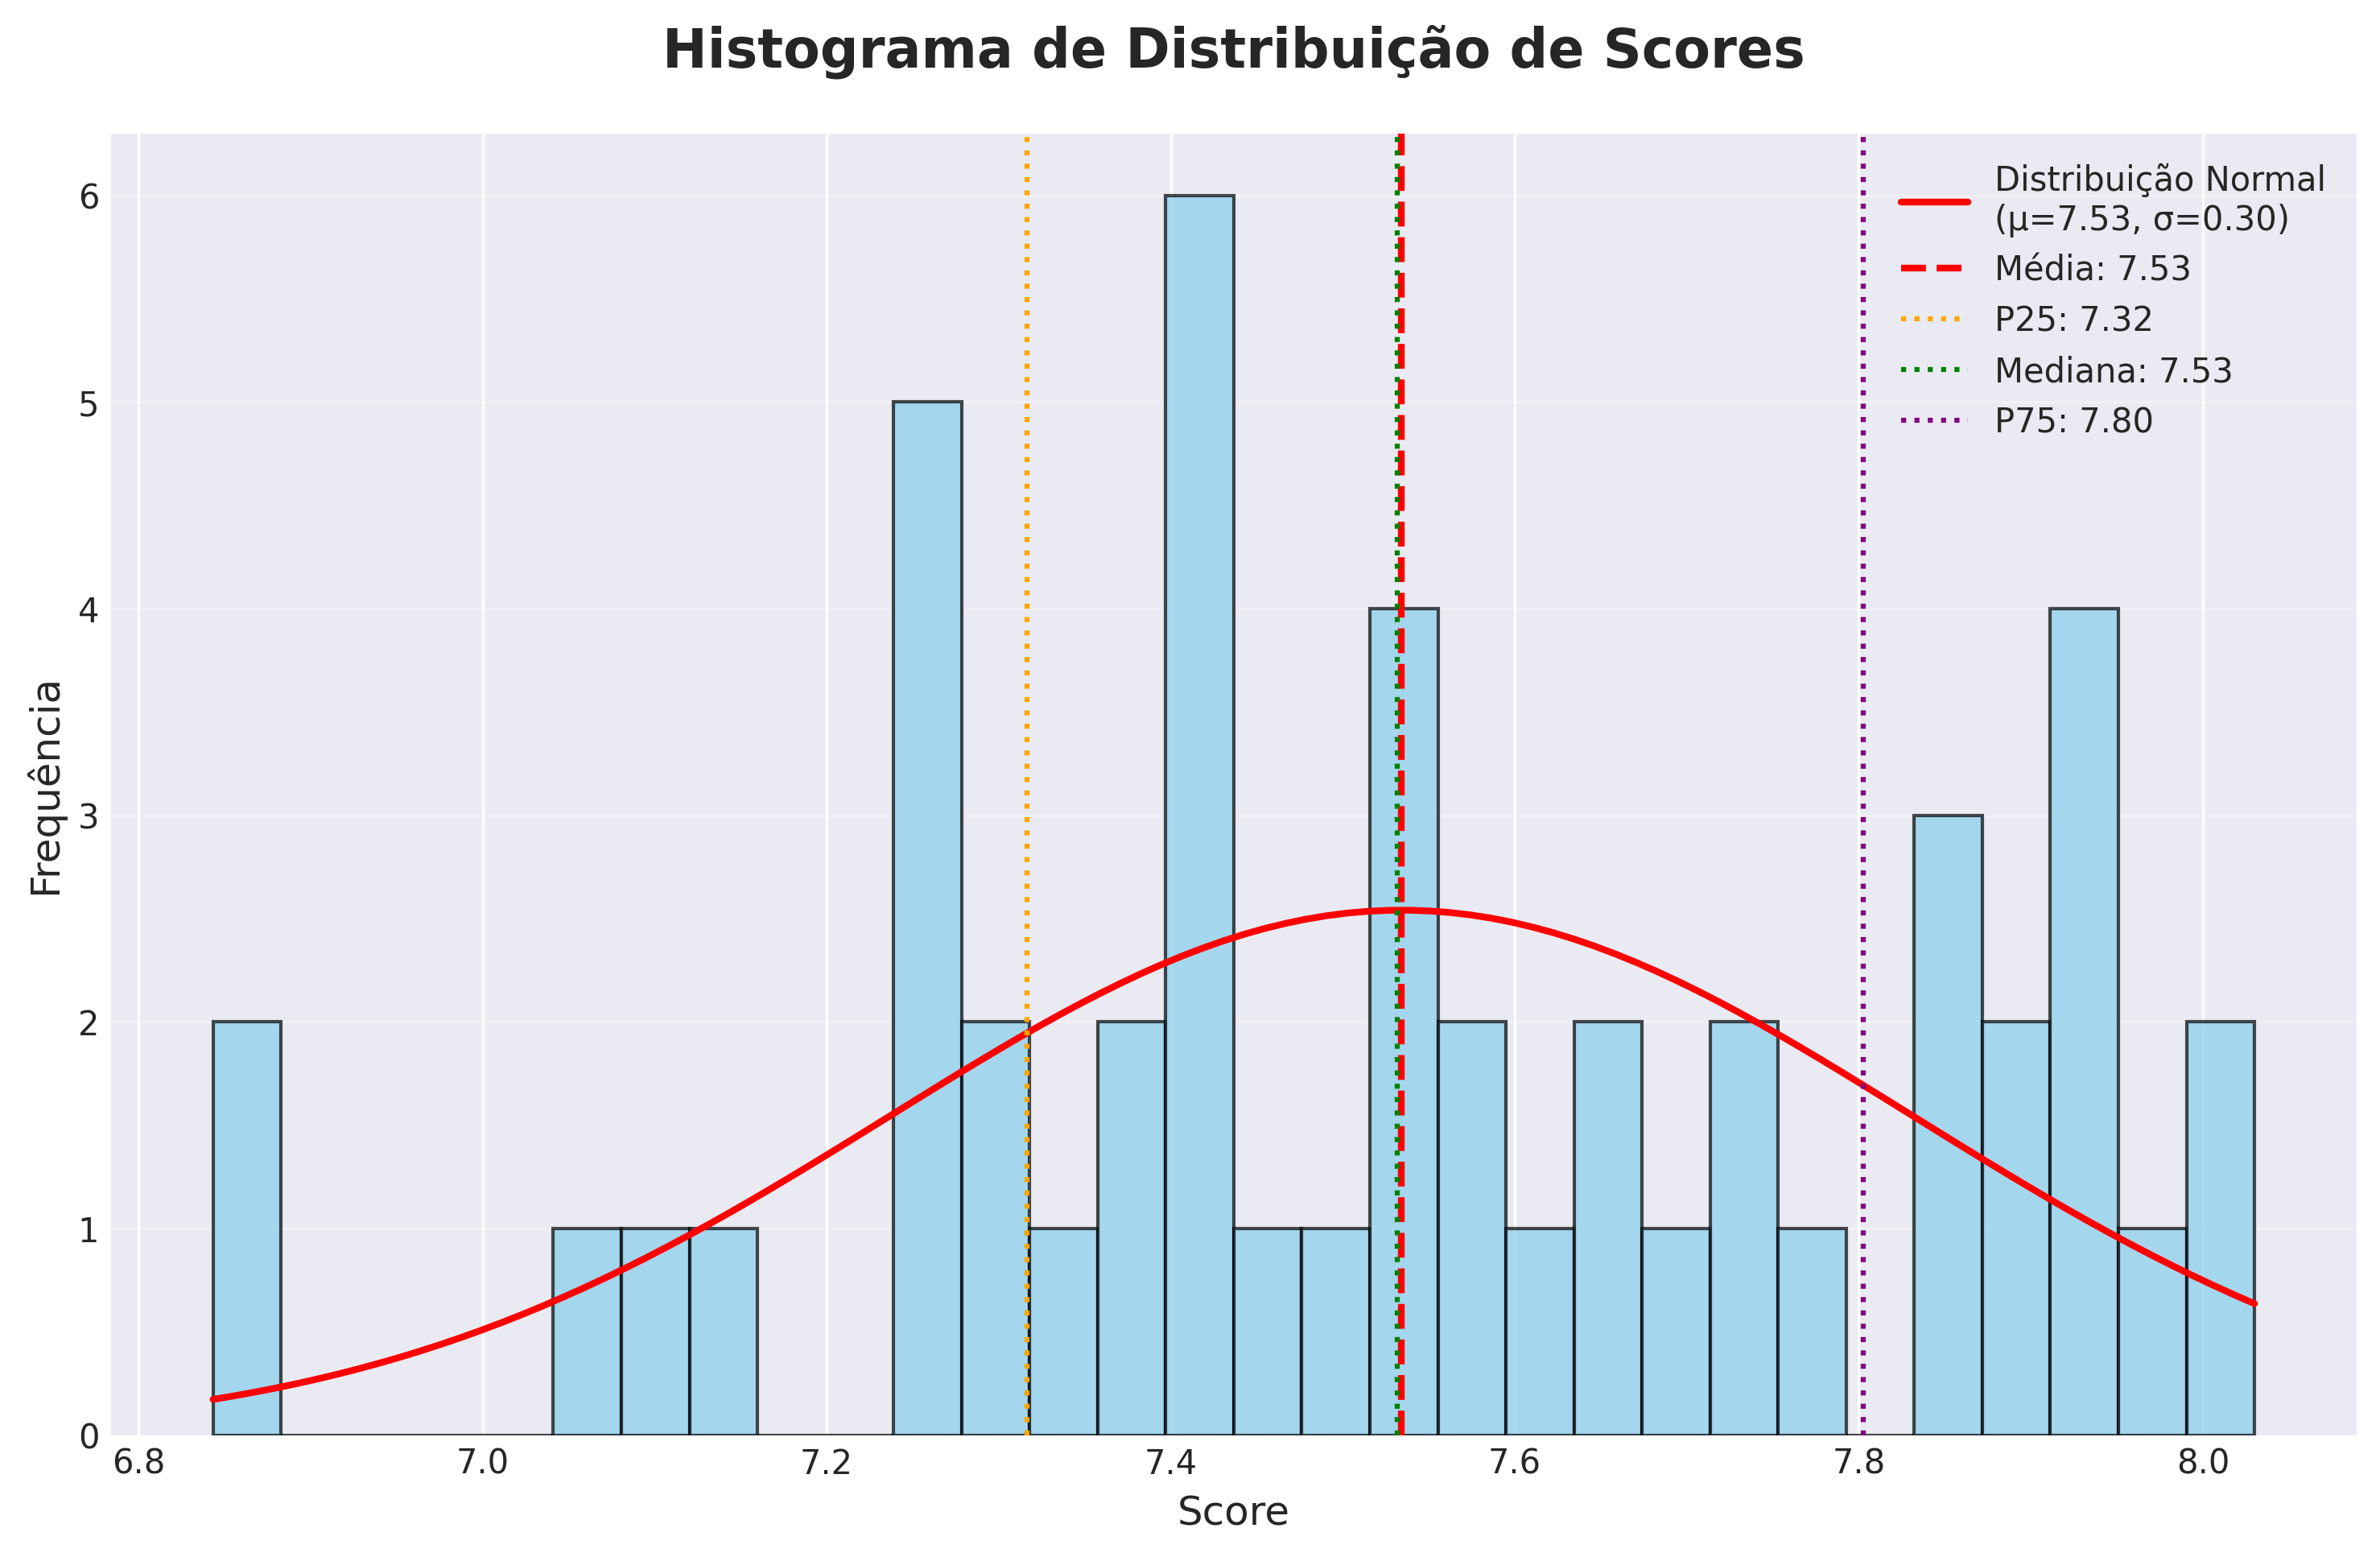 Histograma de Distribuição de Scores
Distribuição Normal
(μ=7.53, σ=0.30)
Média: 7.53
P25: 7.32
Mediana: 7.53
P75: 7.80
Frequência
6
5
4
3
2
1
0
6.8
7.0
7.2
7.4
7.6
7.8
8.0
Score